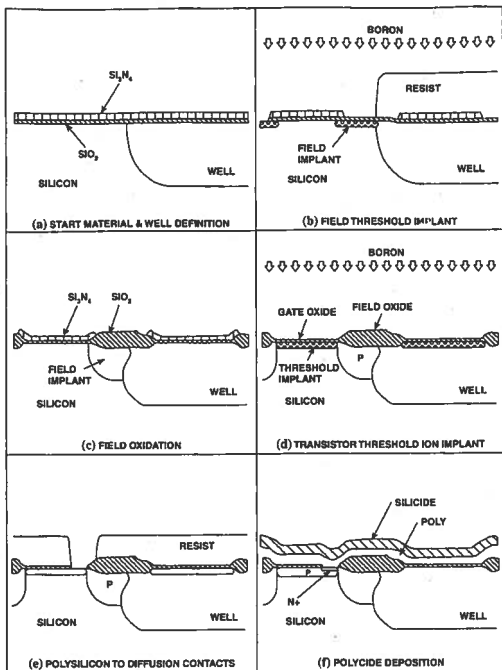 Si₃N₄
SiO₂
SILICON
WELL
(a) START MATERIAL & WELL DEFINITION
BORON
RESIST
FIELD
IMPLANT
WELL
SILICON
(b) FIELD THRESHOLD IMPLANT
Si₃N₄
SiO₂
FIELD
IMPLANT
WELL
SILICON
(c) FIELD OXIDATION
BORON
GATE OXIDE
FIELD OXIDE
P
THRESHOLD
IMPLANT
WELL
SILICON
(d) TRANSISTOR THRESHOLD ION IMPLANT
RESIST
P
WELL
SILICON
(e) POLYSILICON TO DIFFUSION CONTACTS
SILICIDE
POLY
P
P
N+
WELL
SILICON
(f) POLYCIDE DEPOSITION